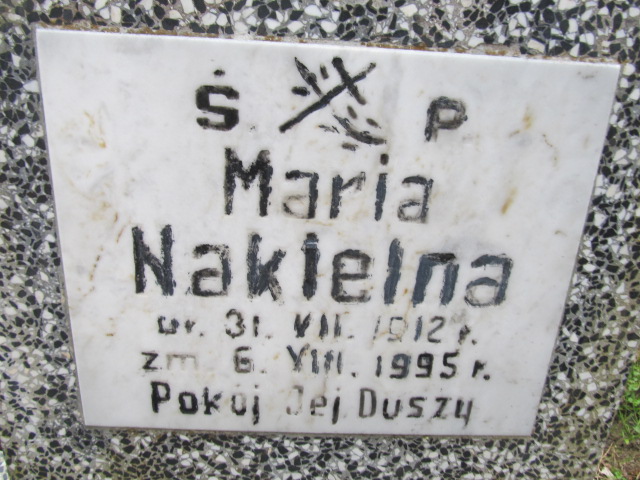 Ś P
Maria
Nakielna
ur. 31. VII. 1912 r.
zm 6. VIII. 1995 r.
Pokój Jej Duszy